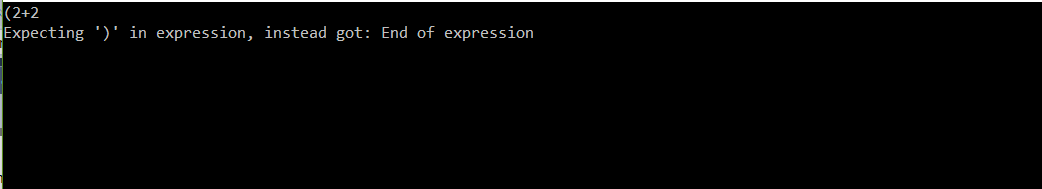 (2+2
Expecting ')' in expression, instead got: End of expression